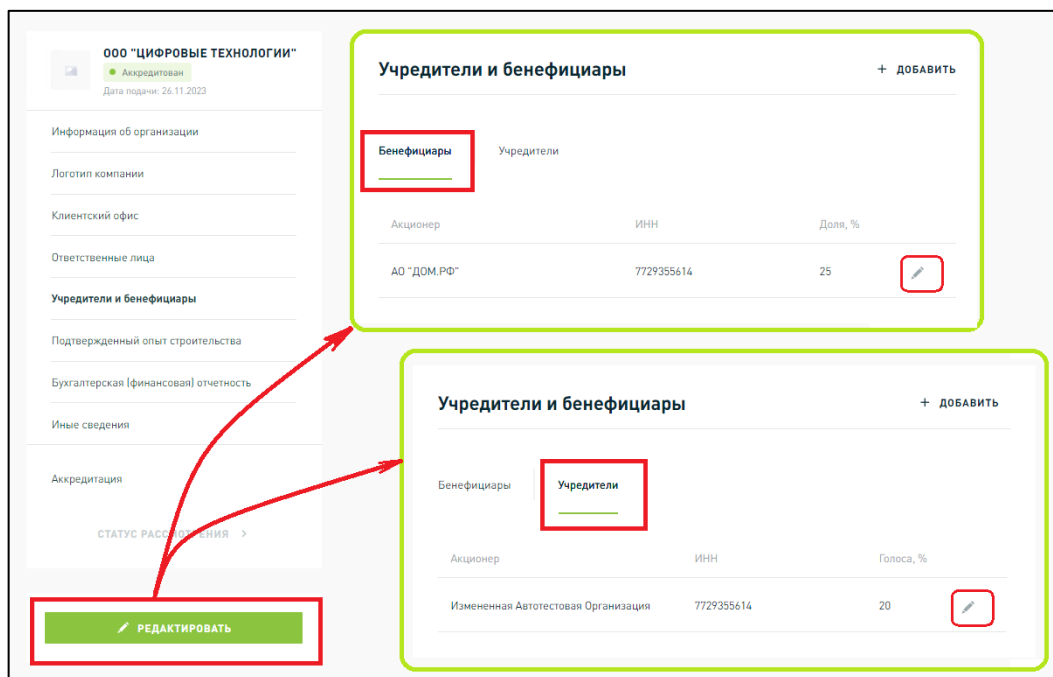 ООО "ЦИФРОВЫЕ ТЕХНОЛОГИИ"
Аккредитован
Дата подачи: 26.11.2023
Информация об организации
Логотип компании
Клиентский офис
Ответственные лица
Учредители и бенефициары
Подтвержденный опыт строительства
Бухгалтерская (финансовая) отчетность
Иные сведения
Аккредитация
СТАТУС РАССМОТРЕНИЯ >
РЕДАКТИРОВАТЬ
Учредители и бенефициары + ДОБАВИТЬ
Бенефициары Учредители
Акционер ИНН Доля, %
АО "ДОМ.РФ" 7729355614 25
Учредители и бенефициары + ДОБАВИТЬ
Бенефициары Учредители
Акционер ИНН Голоса, %
Измененная Автотестовая Организация 7729355614 20